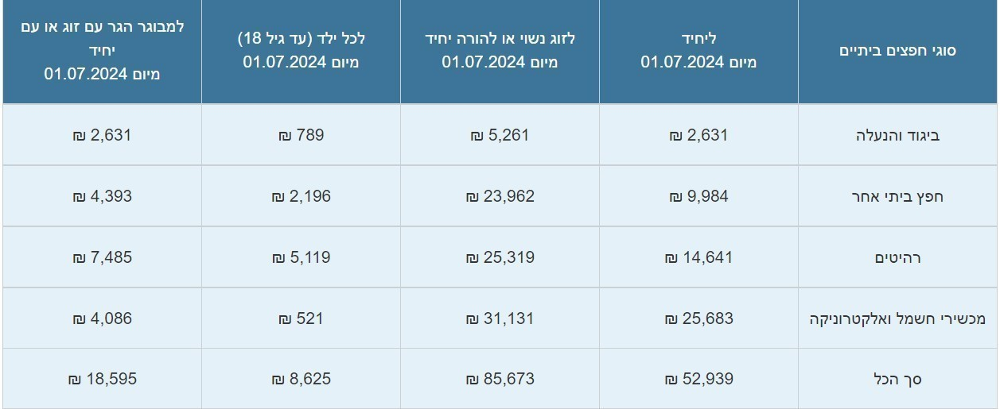 סוגי חפצים ביתיים
ליחיד
מיום 01.07.2024
לזוג נשוי או להורה יחיד
מיום 01.07.2024
לכל ילד (עד גיל 18)
מיום 01.07.2024
למבוגר הגר עם זוג או עם
יחיד
מיום 01.07.2024
ביגוד והנעלה
2,631 ₪
5,261 ₪
789 ₪
2,631 ₪
חפץ ביתי אחר
9,984 ₪
23,962 ₪
2,196 ₪
4,393 ₪
רהיטים
14,641 ₪
25,319 ₪
5,119 ₪
7,485 ₪
מכשירי חשמל ואלקטרוניקה
25,683 ₪
31,131 ₪
521 ₪
4,086 ₪
סך הכל
52,939 ₪
85,673 ₪
8,625 ₪
18,595 ₪